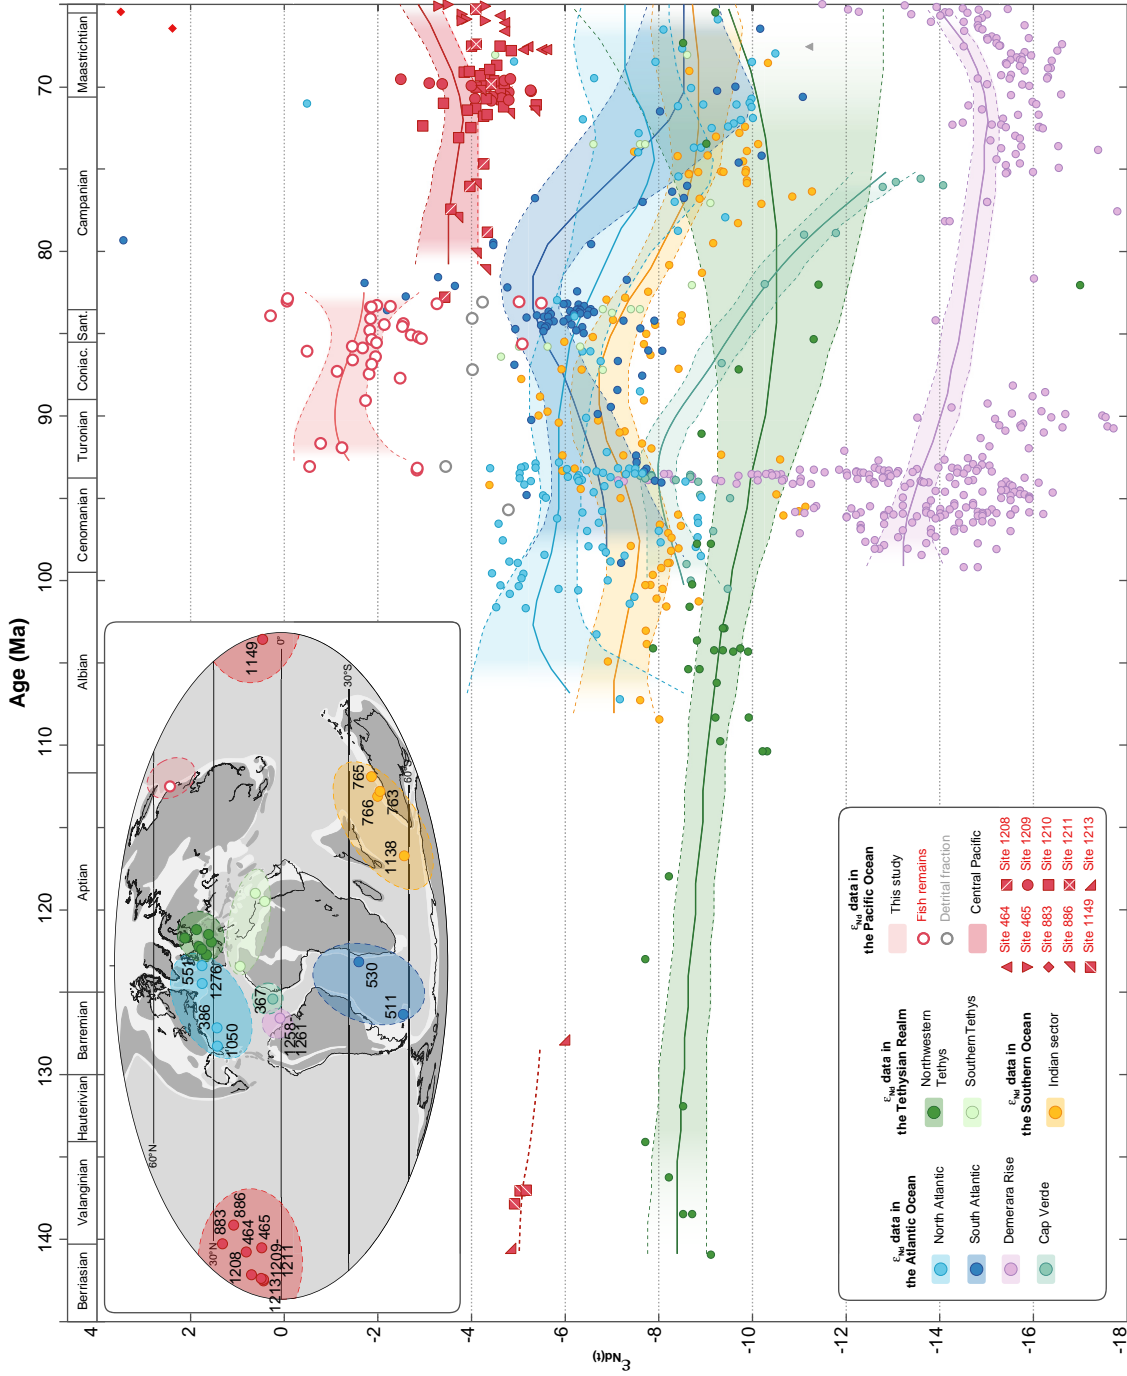 Age (Ma)
140
130
120
110
100
90
80
70
Berriasian
Valanginian
Hauterivian
Barremian
Aptian
Albian
Cenomanian
Turonian
Coniac.
Sant.
Campanian
Maastrichtian
4
2
0
-2
-4
-6
-8
-10
-12
-14
-16
-18
εNd(t)
60°N
30°N
0°
30°S
60°S
883
886
1208
464
465
1213
1209-
1211
551
1276
386
1050
367
1258-
1261
530
511
1149
765
766
763
1138
εNd data in
the Atlantic Ocean
North Atlantic
South Atlantic
Demerara Rise
Cap Verde
εNd data in
the Tethysian Realm
Northwestern
Tethys
Southern Tethys
εNd data in
the Southern Ocean
Indian sector
εNd data in
the Pacific Ocean
This study
Fish remains
Detrital fraction
Central Pacific
Site 464
Site 465
Site 883
Site 886
Site 1149
Site 1208
Site 1209
Site 1210
Site 1211
Site 1213